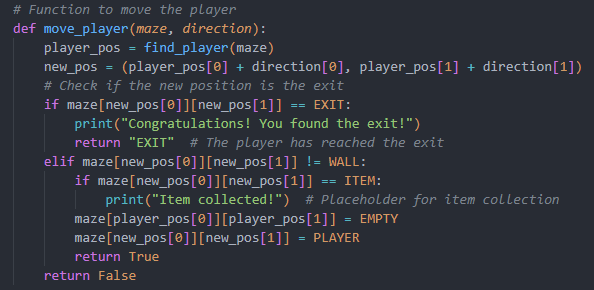 # Function to move the player
def move_player(maze, direction):
    player_pos = find_player(maze)
    new_pos = (player_pos[0] + direction[0], player_pos[1] + direction[1])
    # Check if the new position is the exit
    if maze[new_pos[0]][new_pos[1]] == EXIT:
        print("Congratulations! You found the exit!")
        return "EXIT"  # The player has reached the exit
    elif maze[new_pos[0]][new_pos[1]] != WALL:
        if maze[new_pos[0]][new_pos[1]] == ITEM:
            print("Item collected!")  # Placeholder for item collection
        maze[player_pos[0]][player_pos[1]] = EMPTY
        maze[new_pos[0]][new_pos[1]] = PLAYER
        return True
    return False